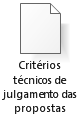 Critérios
técnicos de
julgamento das
propostas